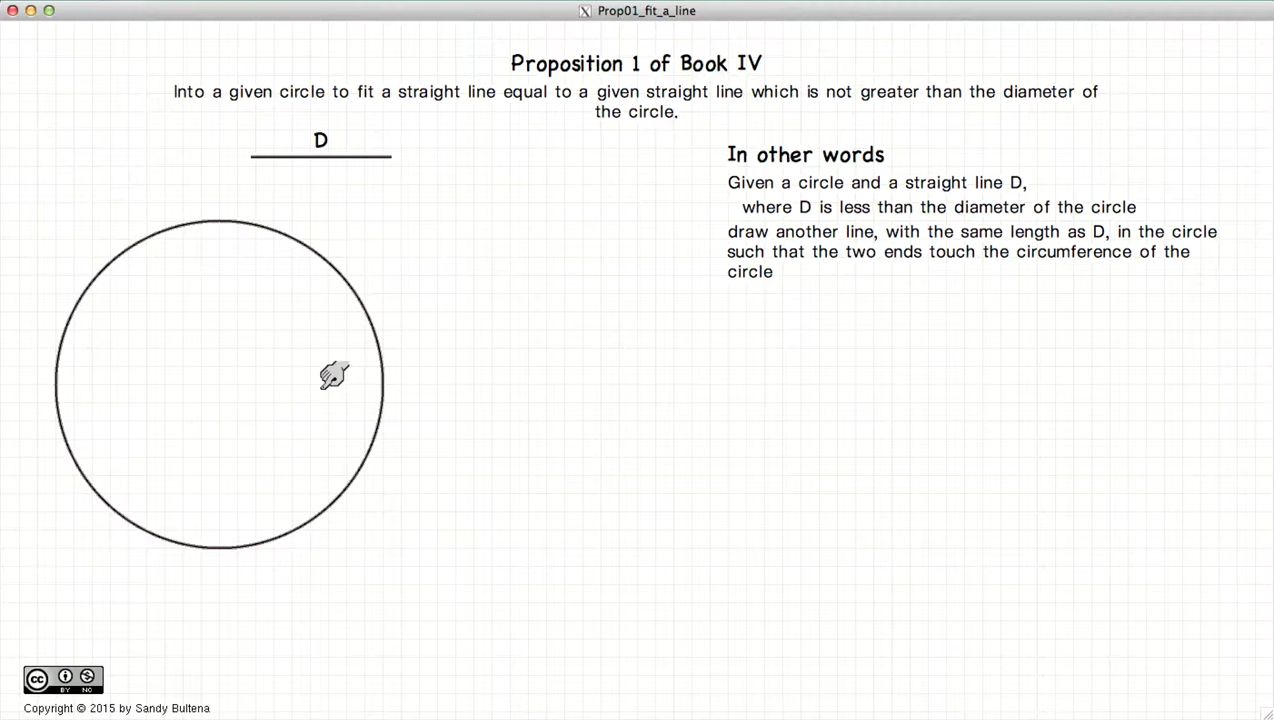 Prop01_fit_a_line
Proposition 1 of Book IV
Into a given circle to fit a straight line equal to a given straight line which is not greater than the diameter of
the circle.
D
In other words
Given a circle and a straight line D,
where D is less than the diameter of the circle
draw another line, with the same length as D, in the circle
such that the two ends touch the circumference of the
circle
cc BY NC
Copyright © 2015 by Sandy Bultena